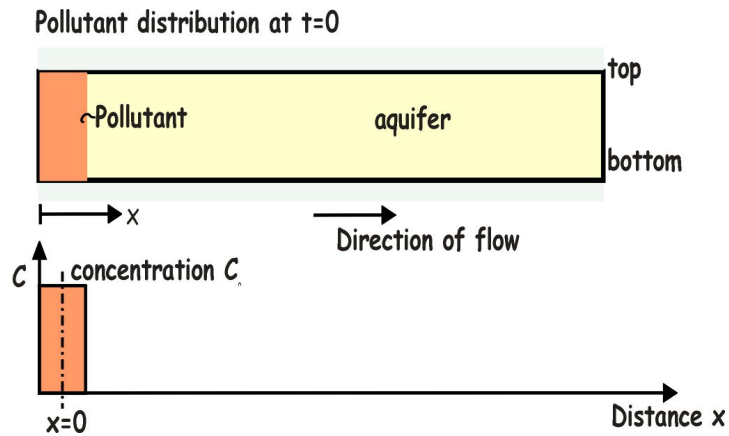 Pollutant distribution at t=0
top
Pollutant
aquifer
bottom
x
Direction of flow
C
concentration C
x=0
Distance x